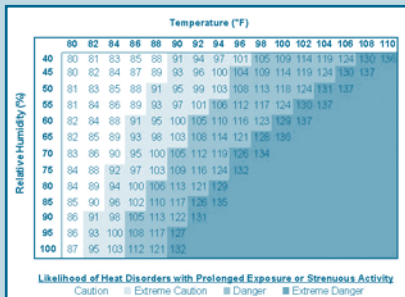 Temperature (°F)
80 82 84 86 88 90 92 94 96 98 100 102 104 106 108 110
Relative Humidity (%)
40 80 81 83 85 88 91 94 97 101 105 109 114 119 124 130 136
45 80 82 84 87 89 93 96 100 104 109 114 119 124 130 137
50 81 83 85 88 91 95 99 103 108 113 118 124 131 137
55 81 84 86 89 93 97 101 106 112 117 124 130 137
60 82 84 88 91 95 100 105 110 116 123 129 137
65 82 85 89 93 98 103 108 114 121 128 136
70 83 86 90 95 100 105 112 119 126 134
75 84 88 92 97 103 109 116 124 132
80 84 89 94 100 106 113 121 129
85 85 90 96 102 110 117 126 135
90 86 91 98 105 113 122 131
95 86 93 100 108 117 127
100 87 95 103 112 121 132
Likelihood of Heat Disorders with Prolonged Exposure or Strenuous Activity
Caution Extreme Caution Danger Extreme Danger